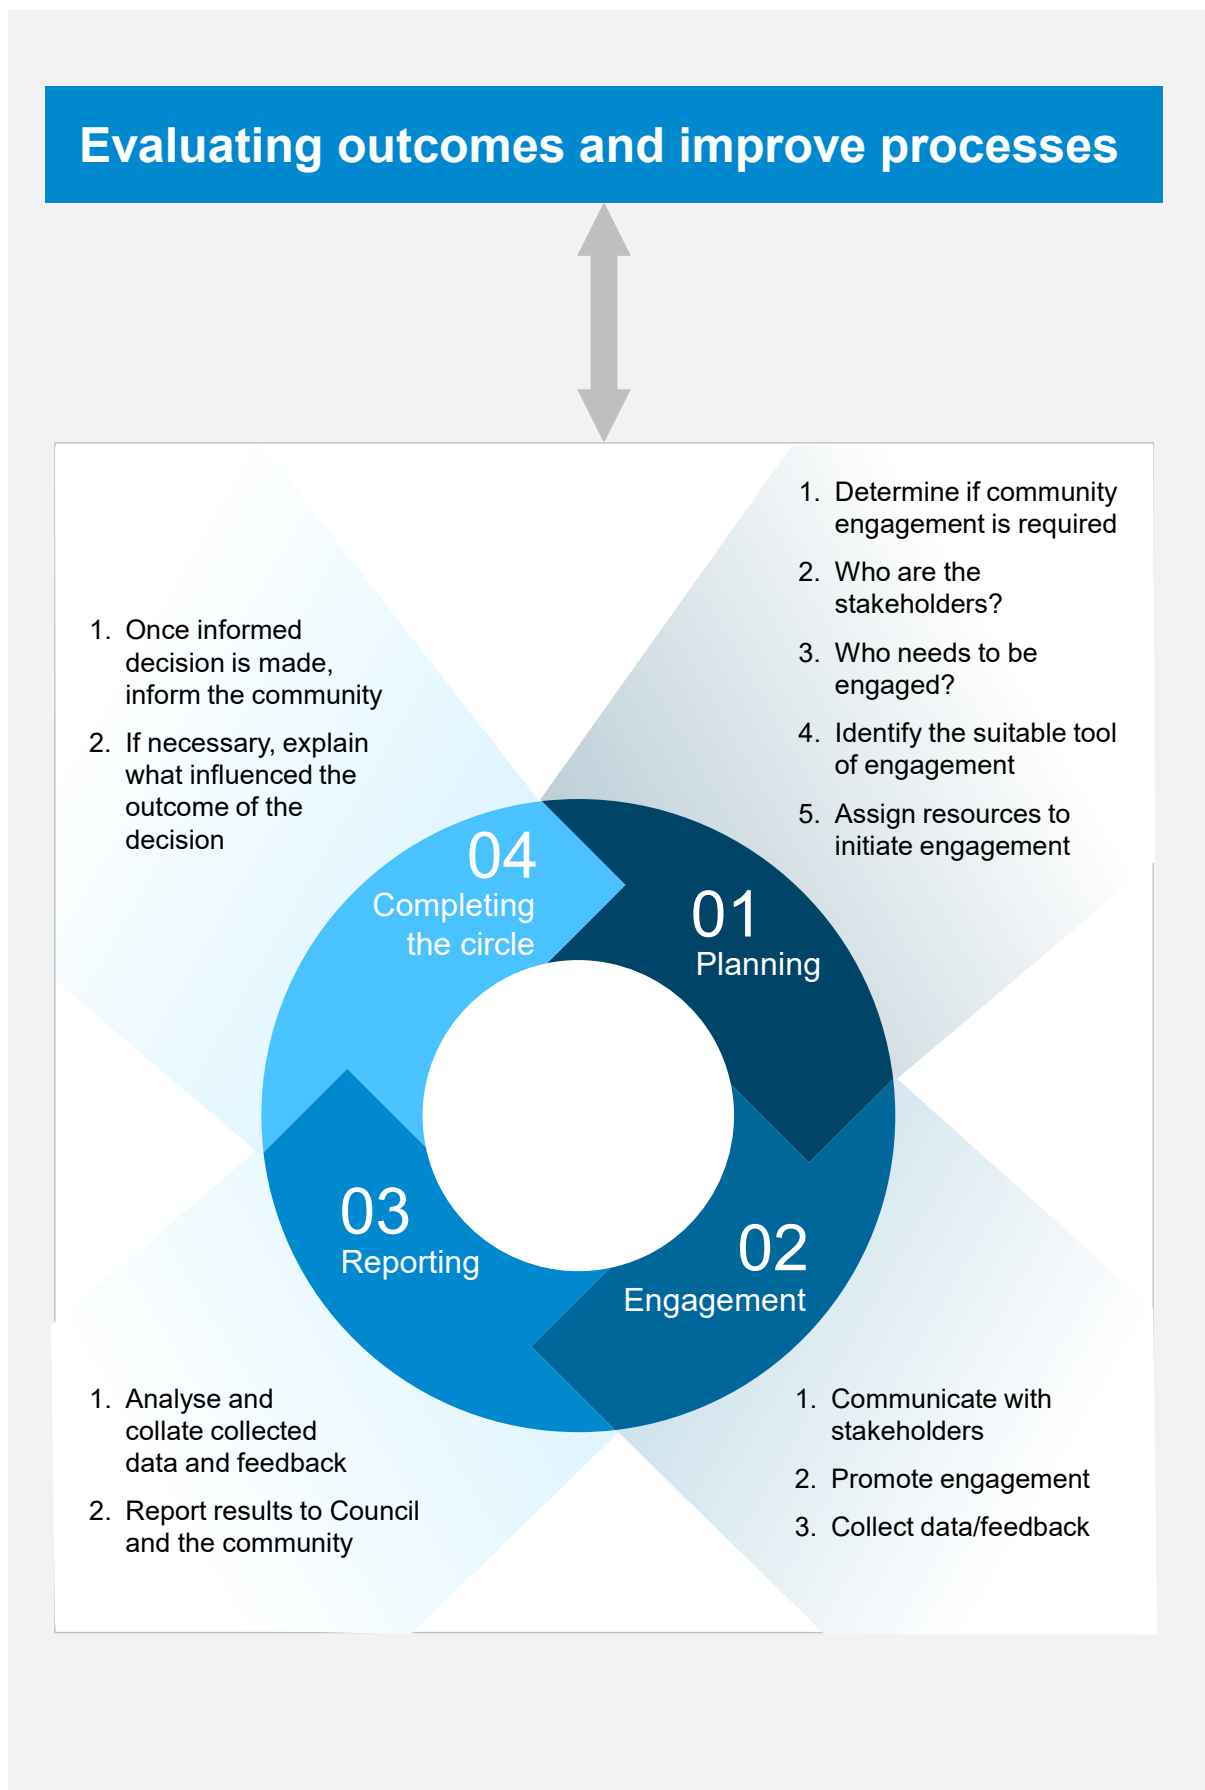 Evaluating outcomes and improve processes
1. Determine if community
engagement is required
2. Who are the
stakeholders?
3. Who needs to be
engaged?
4. Identify the suitable tool
of engagement
5. Assign resources to
initiate engagement
1. Once informed
decision is made,
inform the community
2. If necessary, explain
what influenced the
outcome of the
decision
04
Completing
the circle
01
Planning
03
Reporting
02
Engagement
1. Analyse and
collate collected
data and feedback
2. Report results to Council
and the community
1. Communicate with
stakeholders
2. Promote engagement
3. Collect data/feedback